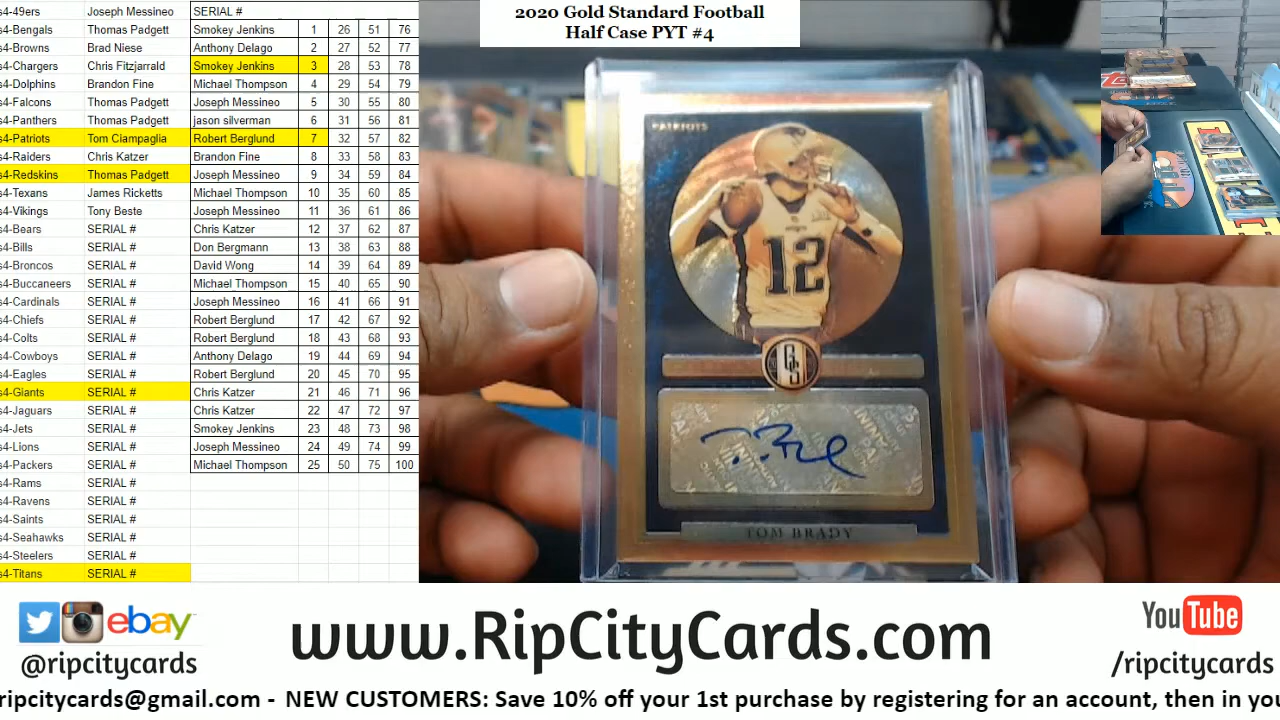 2020 Gold Standard Football
Half Case PYT #4
s4-49ers Joseph Messineo SERIAL #
s4-Bengals Thomas Padgett Smokey Jenkins 1 26 51 76
s4-Browns Brad Niese Anthony Delago 2 27 52 77
s4-Chargers Chris Fitzjarrald Smokey Jenkins 3 28 53 78
s4-Dolphins Brandon Fine Michael Thompson 4 29 54 79
s4-Falcons Thomas Padgett Joseph Messineo 5 30 55 80
s4-Panthers Thomas Padgett jason silverman 6 31 56 81
s4-Patriots Tom Ciampaglia Robert Berglund 7 32 57 82
s4-Raiders Chris Katzer Brandon Fine 8 33 58 83
s4-Redskins Thomas Padgett Joseph Messineo 9 34 59 84
s4-Texans James Ricketts Michael Thompson 10 35 60 85
s4-Vikings Tony Beste Joseph Messineo 11 36 61 86
s4-Bears SERIAL # Chris Katzer 12 37 62 87
s4-Bills SERIAL # Don Bergmann 13 38 63 88
s4-Broncos SERIAL # David Wong 14 39 64 89
s4-Buccaneers SERIAL # Michael Thompson 15 40 65 90
s4-Cardinals SERIAL # Joseph Messineo 16 41 66 91
s4-Chiefs SERIAL # Robert Berglund 17 42 67 92
s4-Colts SERIAL # Robert Berglund 18 43 68 93
s4-Cowboys SERIAL # Anthony Delago 19 44 69 94
s4-Eagles SERIAL # Robert Berglund 20 45 70 95
s4-Giants SERIAL # Chris Katzer 21 46 71 96
s4-Jaguars SERIAL # Chris Katzer 22 47 72 97
s4-Jets SERIAL # Smokey Jenkins 23 48 73 98
s4-Lions SERIAL # Joseph Messineo 24 49 74 99
s4-Packers SERIAL # Michael Thompson 25 50 75 100
s4-Rams SERIAL #
s4-Ravens SERIAL #
s4-Saints SERIAL #
s4-Seahawks SERIAL #
s4-Steelers SERIAL #
s4-Titans SERIAL #
PATRIOTS
12
GS
TOM BRADY
ebay
@ripcitycards
www.RipCityCards.com
YouTube
/ripcitycards
ripcitycards@gmail.com - NEW CUSTOMERS: Save 10% off your 1st purchase by registering for an account, then in you